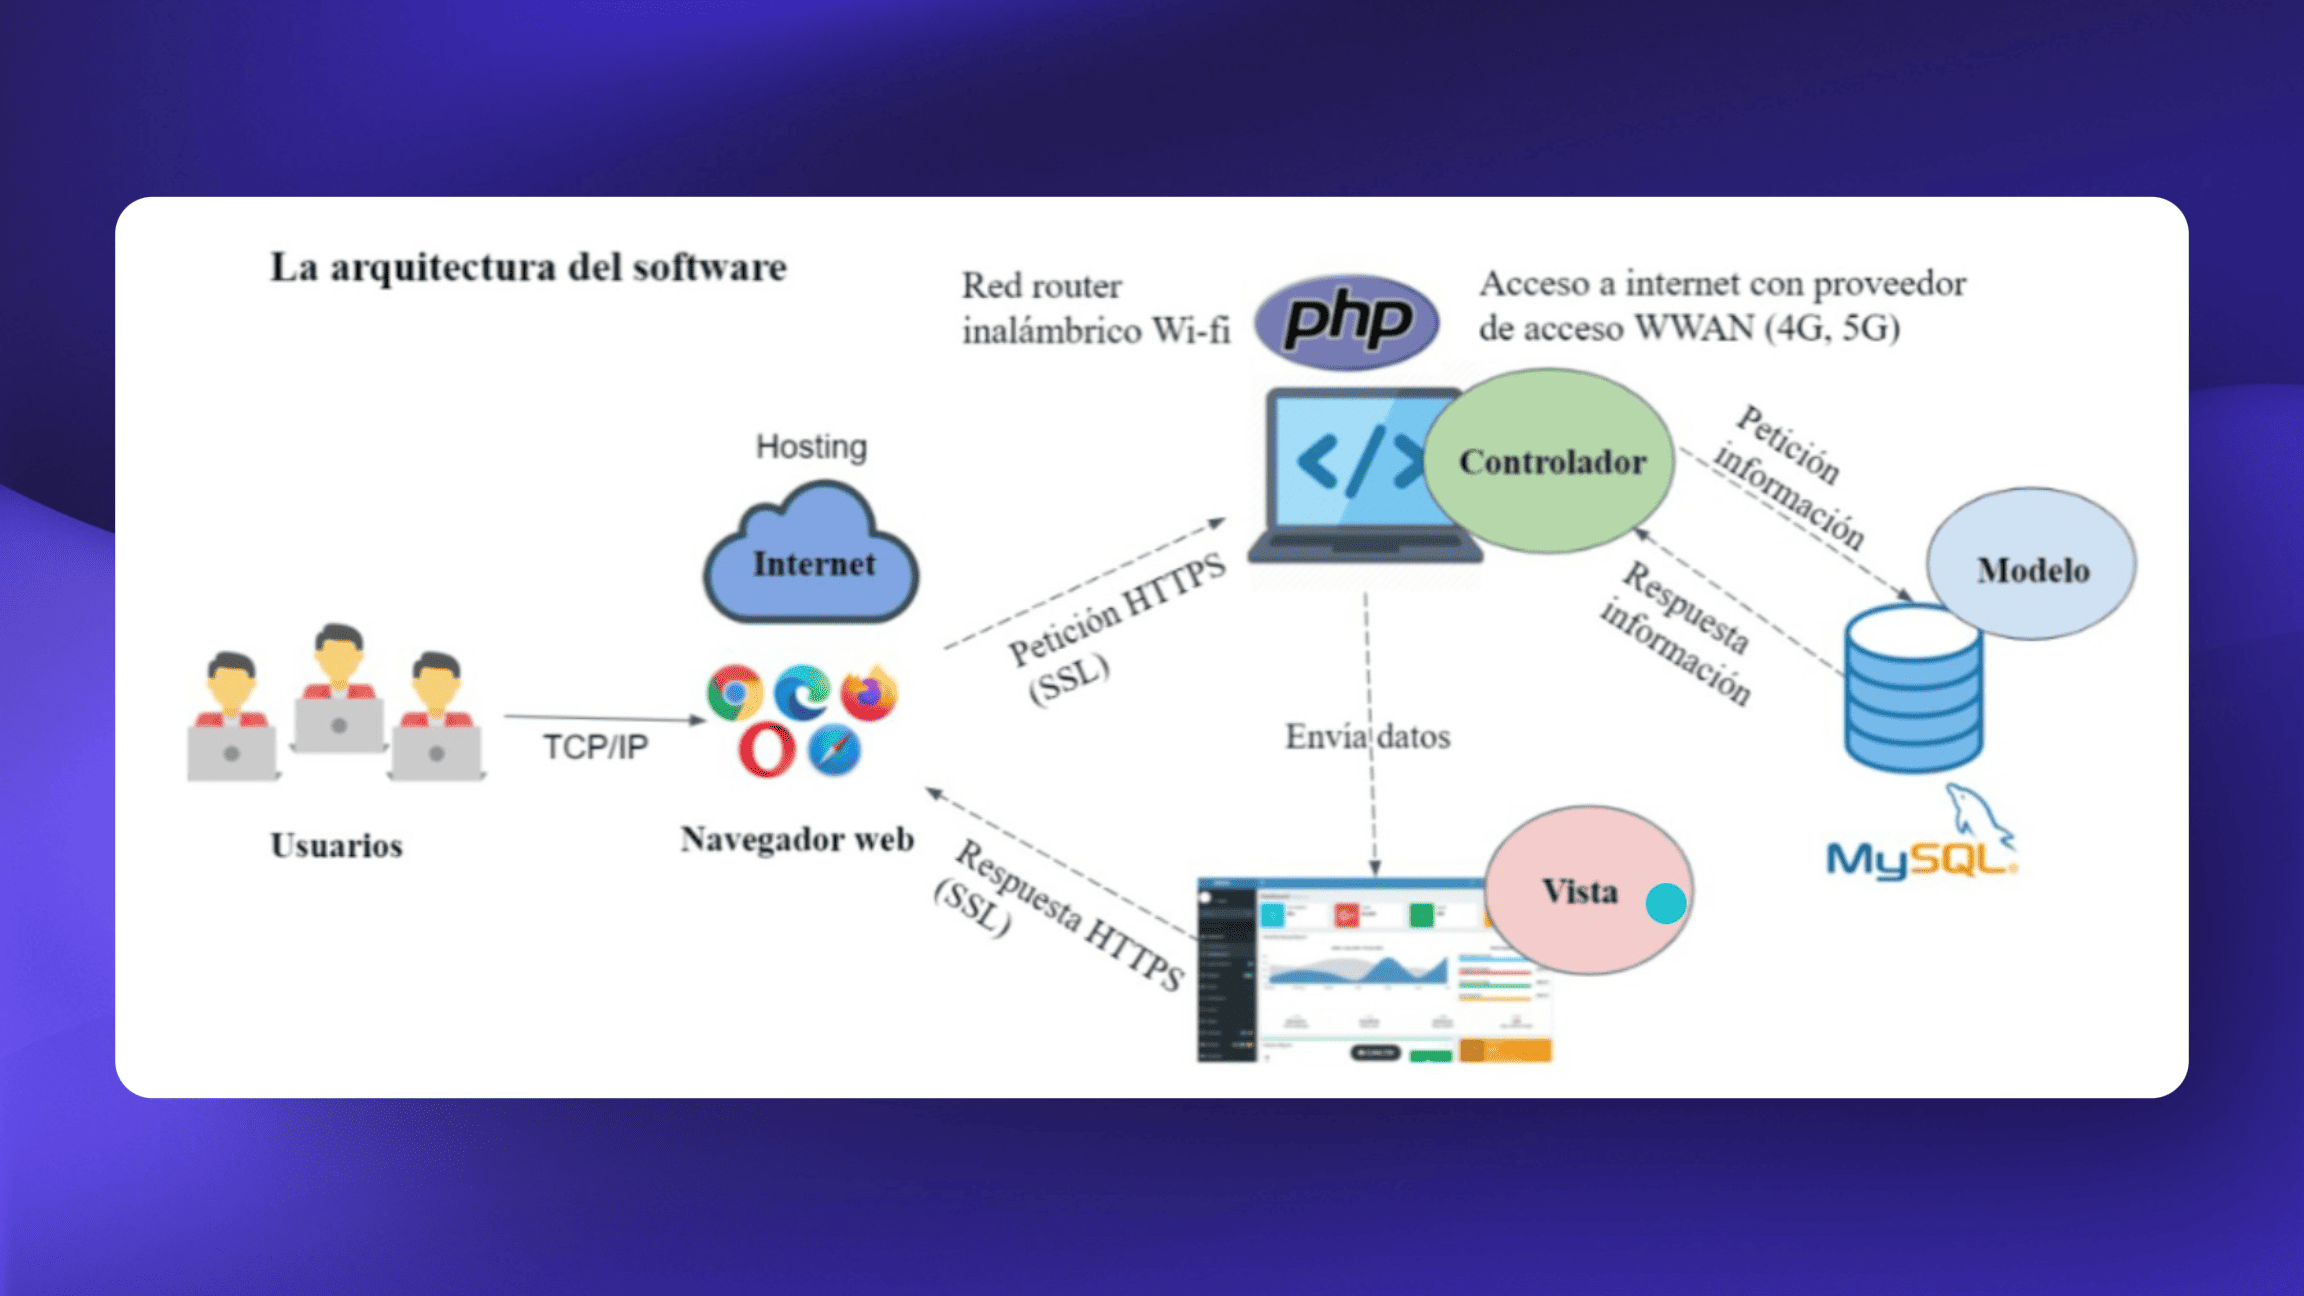 La arquitectura del software
Red router
inalámbrico Wi-fi
php
Acceso a internet con proveedor
de acceso WWAN (4G, 5G)
Hosting
Internet
</>
Controlador
Petición
información
Modelo
Respuesta
información
Petición HTTPS
(SSL)
TCP/IP
Envía datos
Usuarios
Navegador web
Respuesta HTTPS
(SSL)
Vista
MySQL